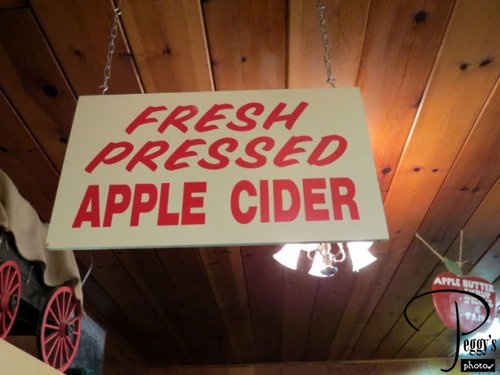 FRESH
PRESSED
APPLE CIDER
APPLE BUTTER
Peggy's
photos